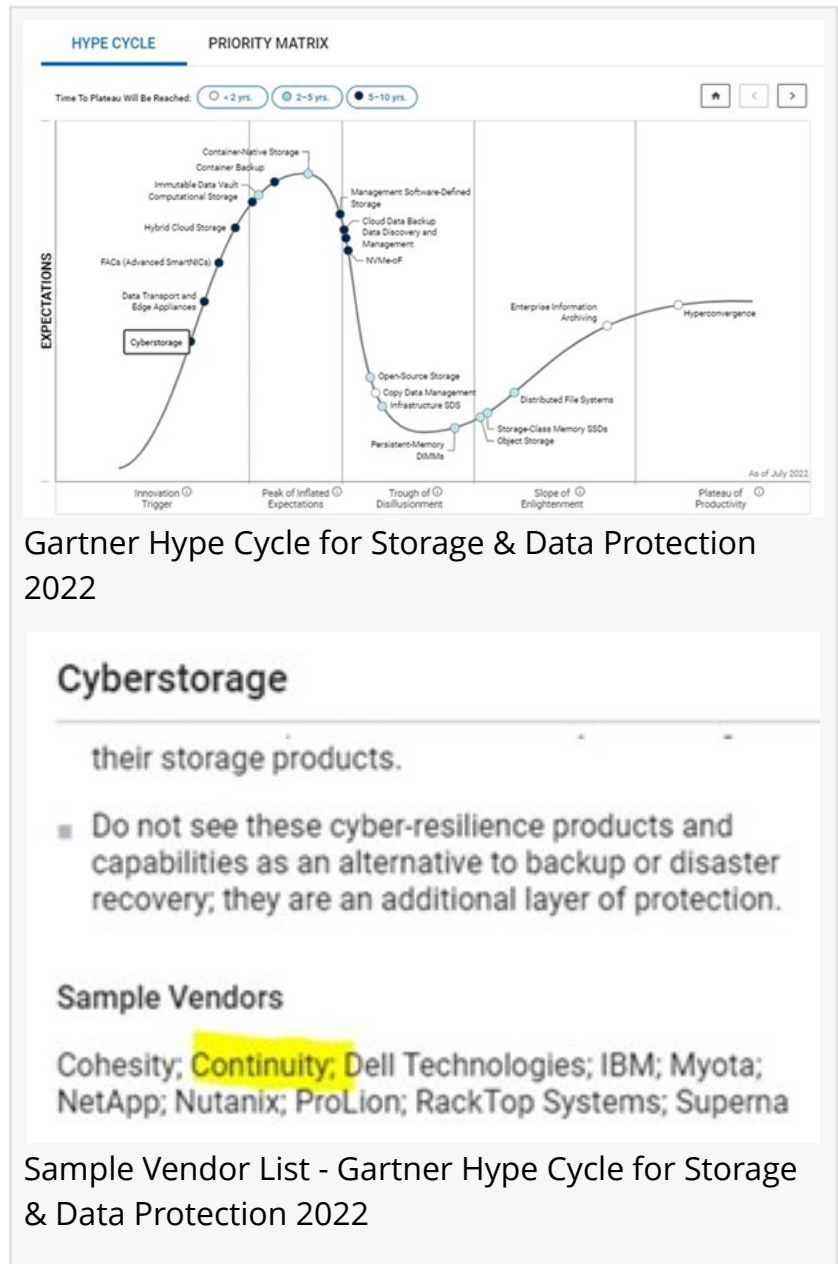 HYPE CYCLE PRIORITY MATRIX
Time To Plateau Will Be Reached: < 2 yrs. 2–5 yrs. 5–10 yrs.
EXPECTATIONS
Container-Native Storage
Container Backup
Immutable Data Vault
Computational Storage
Hybrid Cloud Storage
FACs (Advanced SmartNICs)
Data Transport and
Edge Appliances
Cyberstorage
Management Software-Defined
Storage
Cloud Data Backup
Data Discovery and
Management
NVMe-oF
Open-Source Storage
Copy Data Management
Infrastructure SDS
Persistent-Memory
DIMMs
Enterprise Information
Archiving
Hyperconvergence
Distributed File Systems
Storage-Class Memory SSDs
Object Storage
As of July 2022
Innovation
Trigger
Peak of Inflated
Expectations
Trough of
Disillusionment
Slope of
Enlightenment
Plateau of
Productivity
Gartner Hype Cycle for Storage & Data Protection
2022
Cyberstorage
their storage products.
Do not see these cyber-resilience products and
capabilities as an alternative to backup or disaster
recovery; they are an additional layer of protection.
Sample Vendors
Cohesity; Continuity; Dell Technologies; IBM; Myota;
NetApp; Nutanix; ProLion; RackTop Systems; Superna
Sample Vendor List - Gartner Hype Cycle for Storage
& Data Protection 2022